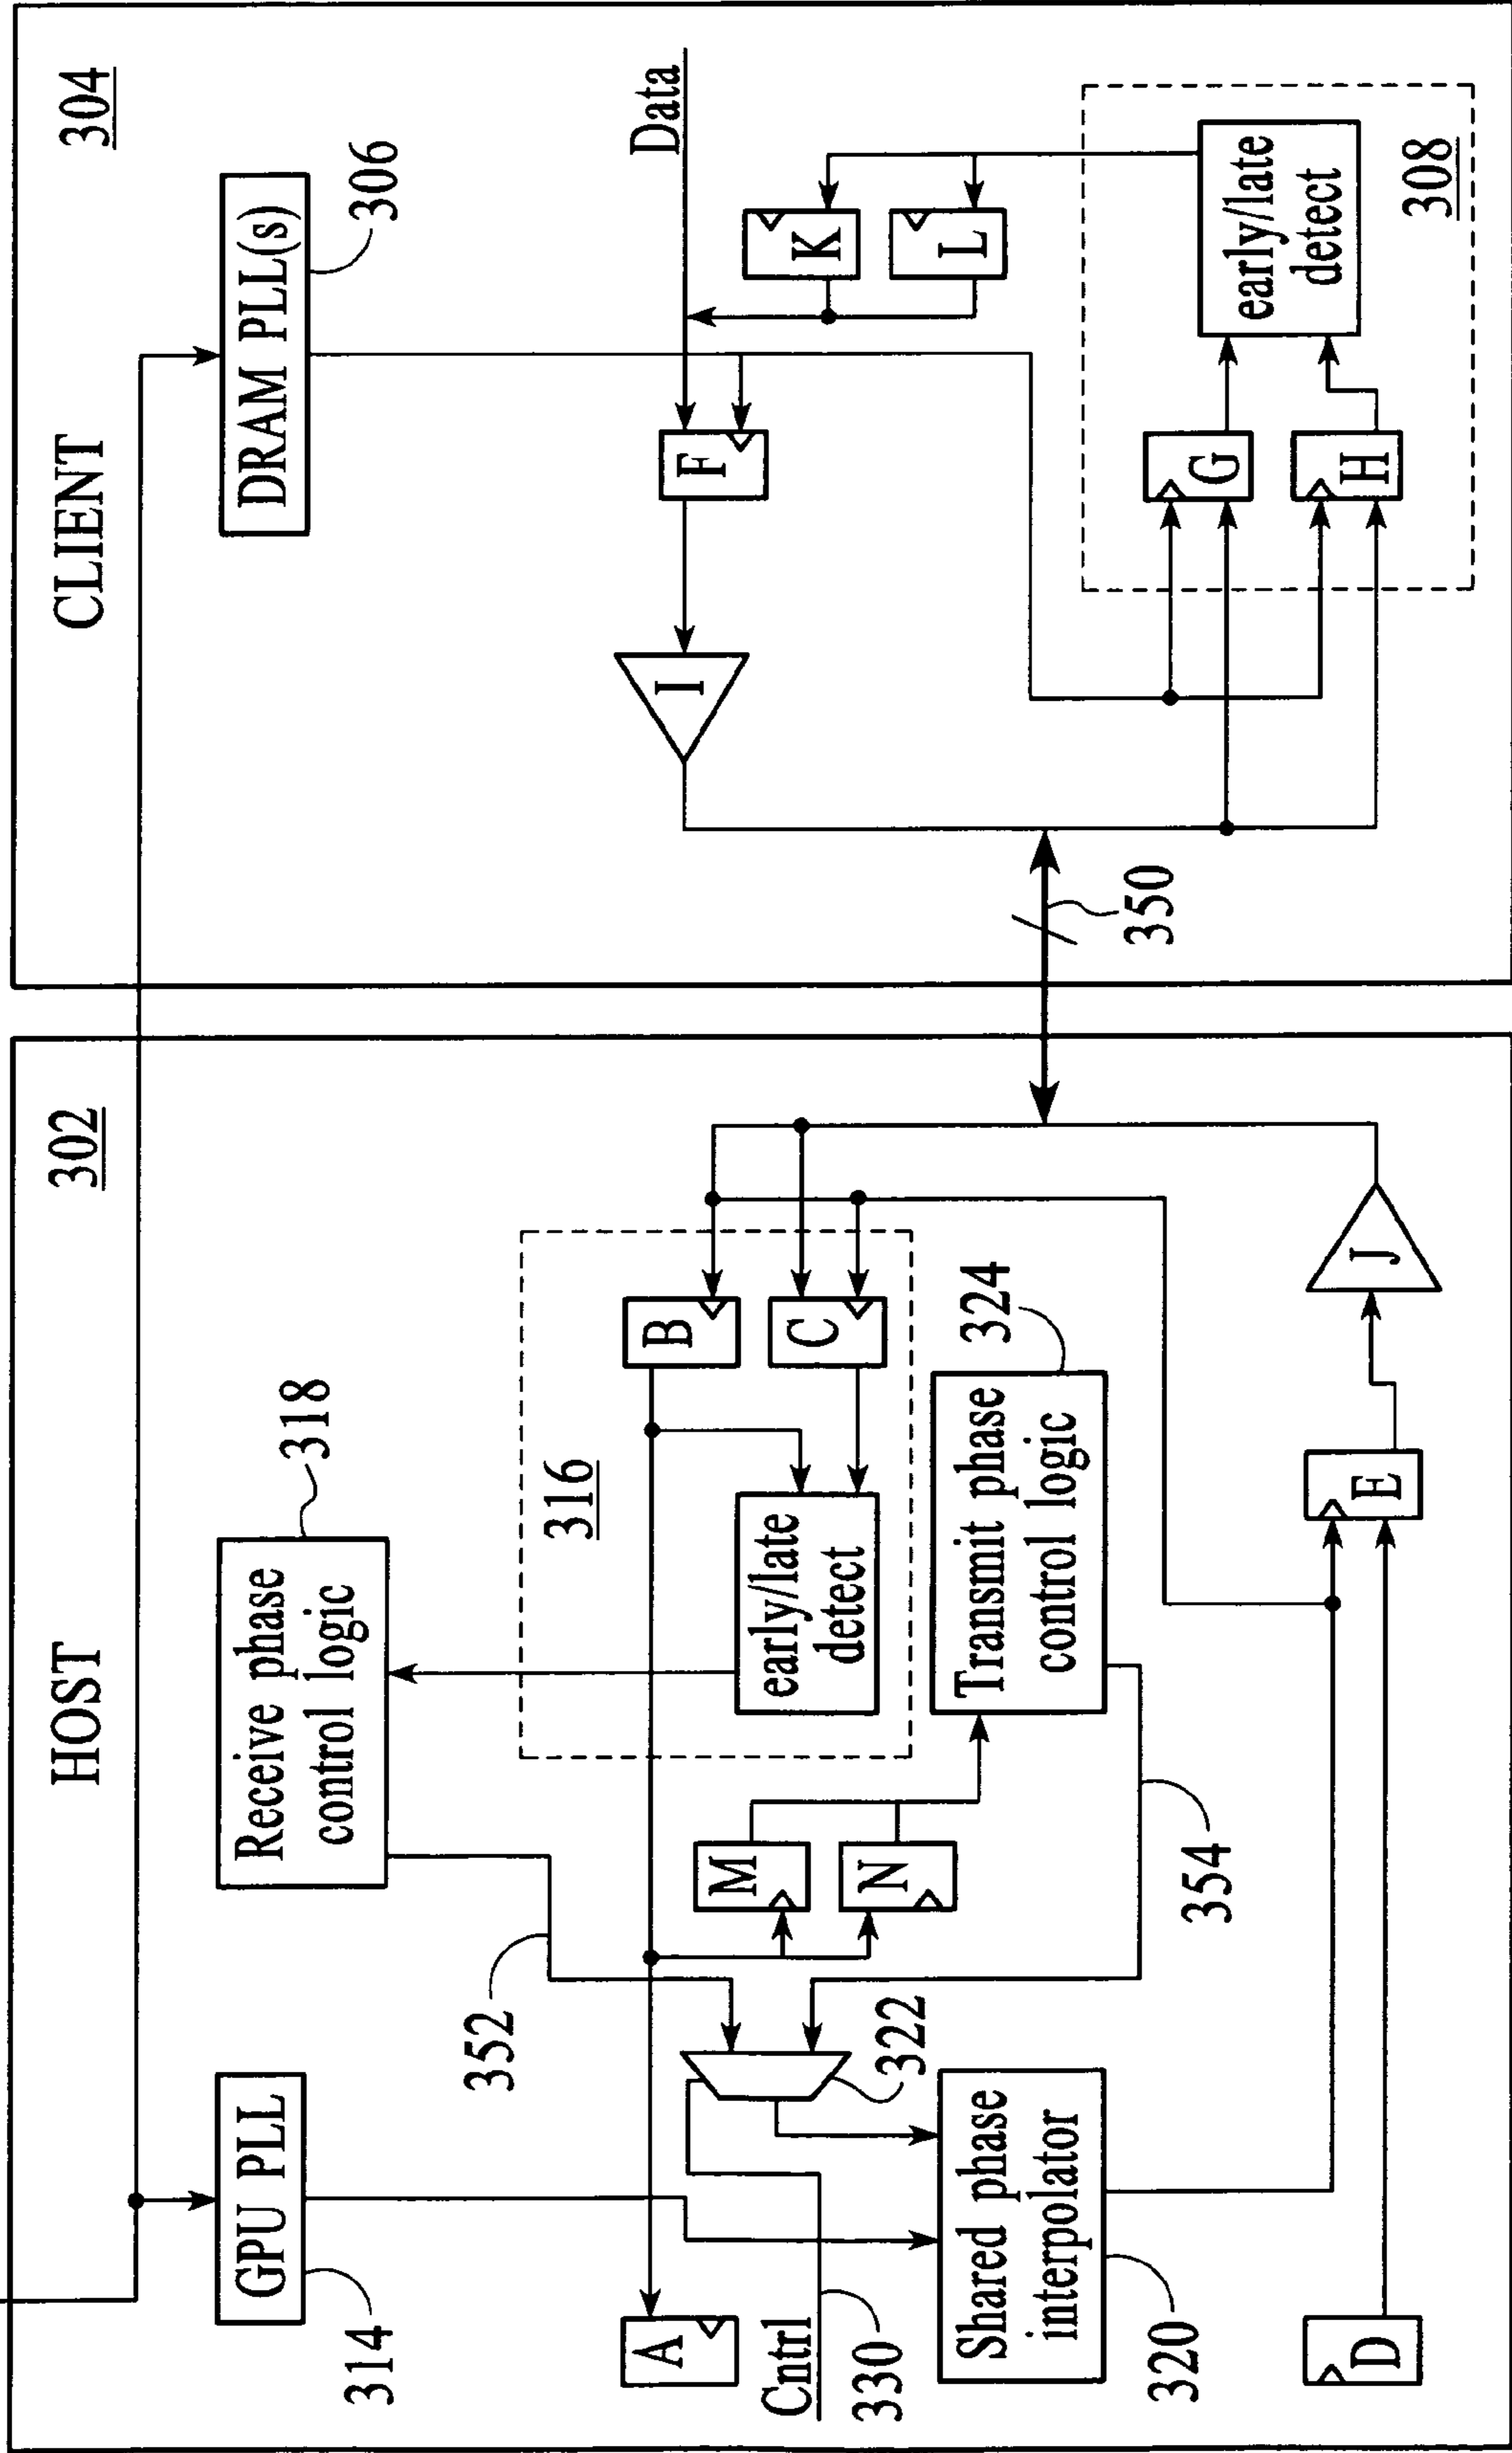 HOST
302
GPU PLL
314
Receive phase
control logic
318
352
316
A
B
C
early/late
detect
M
N
Cntrl
330
322
Transmit phase
control logic
324
354
Shared phase
interpolator
320
D
E
J
350
CLIENT
304
DRAM PLL(s)
306
Data
F
I
K
L
G
H
early/late
detect
308